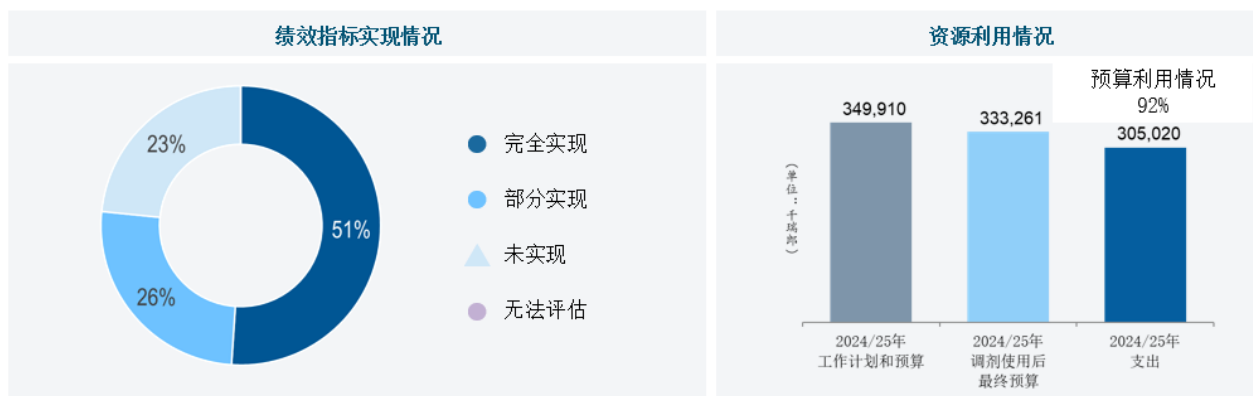 绩效指标实现情况
23%
51%
26%
完全实现
部分实现
未实现
无法评估
资源利用情况
预算利用情况
92%
349,910
333,261
305,020
（单位：千瑞郎）
2024/25年
工作计划和预算
2024/25年
调剂使用后
最终预算
2024/25年
支出